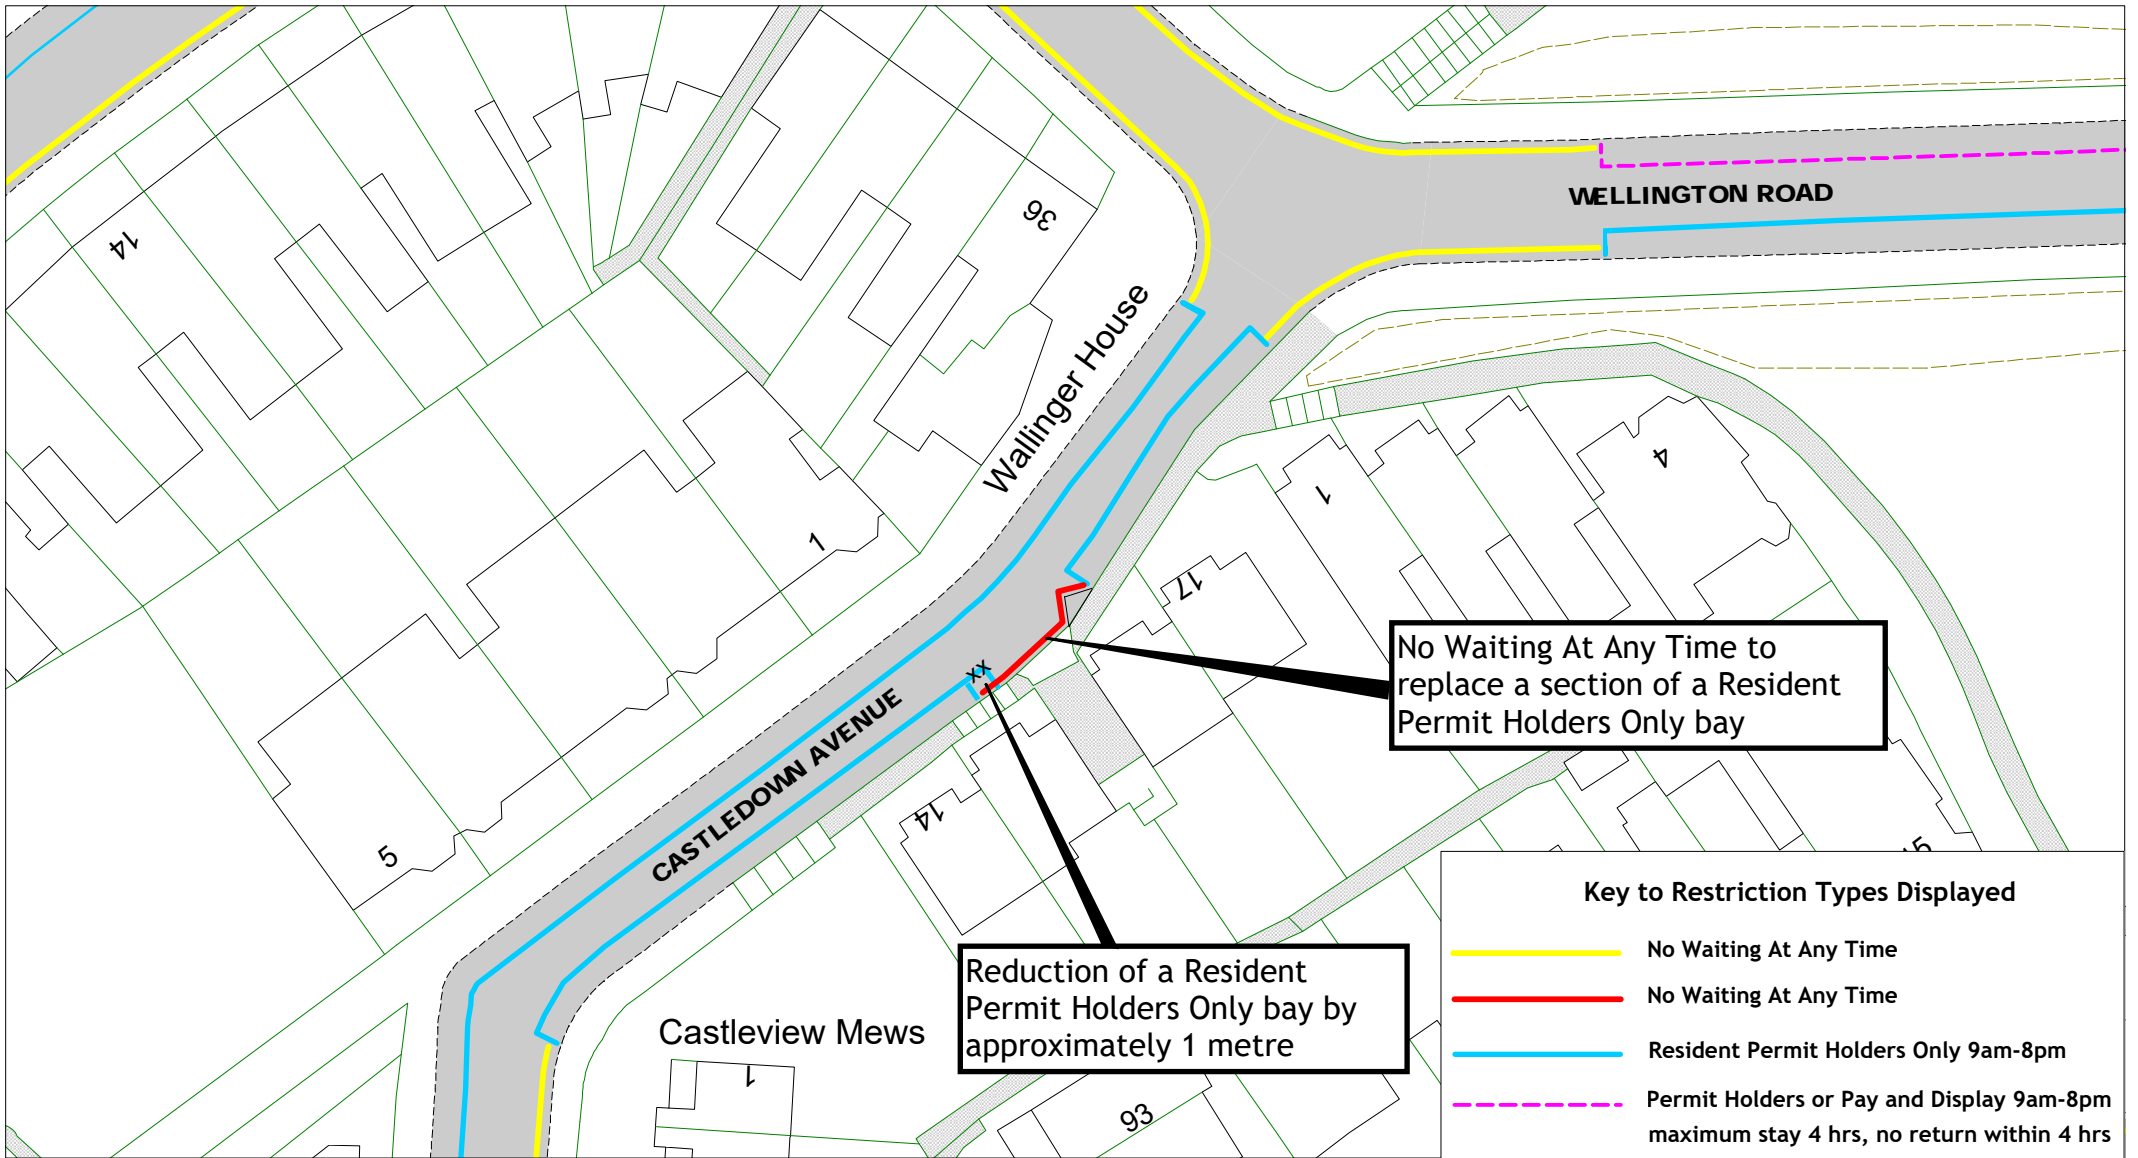 14
36
WELLINGTON ROAD
Wallinger House
1
4
1
17
No Waiting At Any Time to
replace a section of a Resident
Permit Holders Only bay
XX
CASTLEDOWN AVENUE
14
5
15
Reduction of a Resident
Permit Holders Only bay by
approximately 1 metre
Castleview Mews
1
93
Key to Restriction Types Displayed
No Waiting At Any Time
No Waiting At Any Time
Resident Permit Holders Only 9am-8pm
Permit Holders or Pay and Display 9am-8pm
maximum stay 4 hrs, no return within 4 hrs